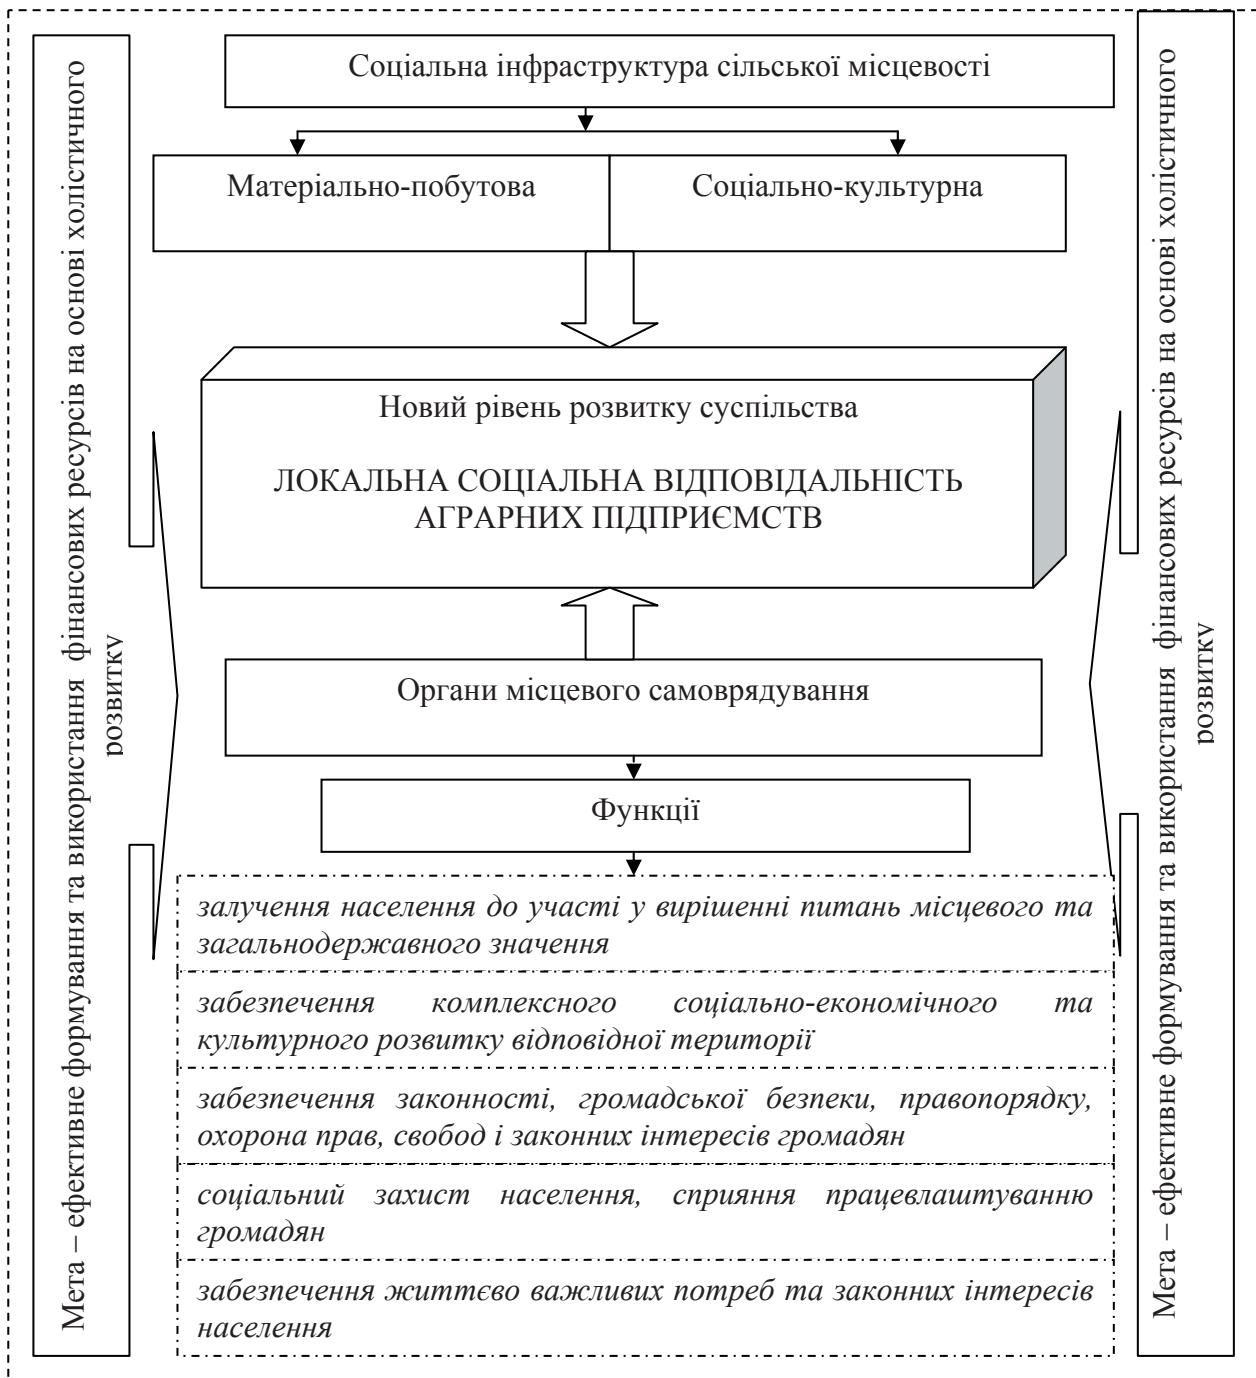 Мета – ефективне формування та використання фінансових ресурсів на основі холістичного
розвитку
Соціальна інфраструктура сільської місцевості
Матеріально-побутова
Соціально-культурна
Новий рівень розвитку суспільства
ЛОКАЛЬНА СОЦІАЛЬНА ВІДПОВІДАЛЬНІСТЬ
АГРАРНИХ ПІДПРИЄМСТВ
Органи місцевого самоврядування
Функції
залучення населення до участі у вирішенні питань місцевого та
загальнодержавного значення
забезпечення комплексного соціально-економічного та
культурного розвитку відповідної території
забезпечення законності, громадської безпеки, правопорядку,
охорона прав, свобод і законних інтересів громадян
соціальний захист населення, сприяння працевлаштуванню
громадян
забезпечення життєво важливих потреб та законних інтересів
населення
Мета – ефективне формування та використання фінансових ресурсів на основі холістичного
розвитку